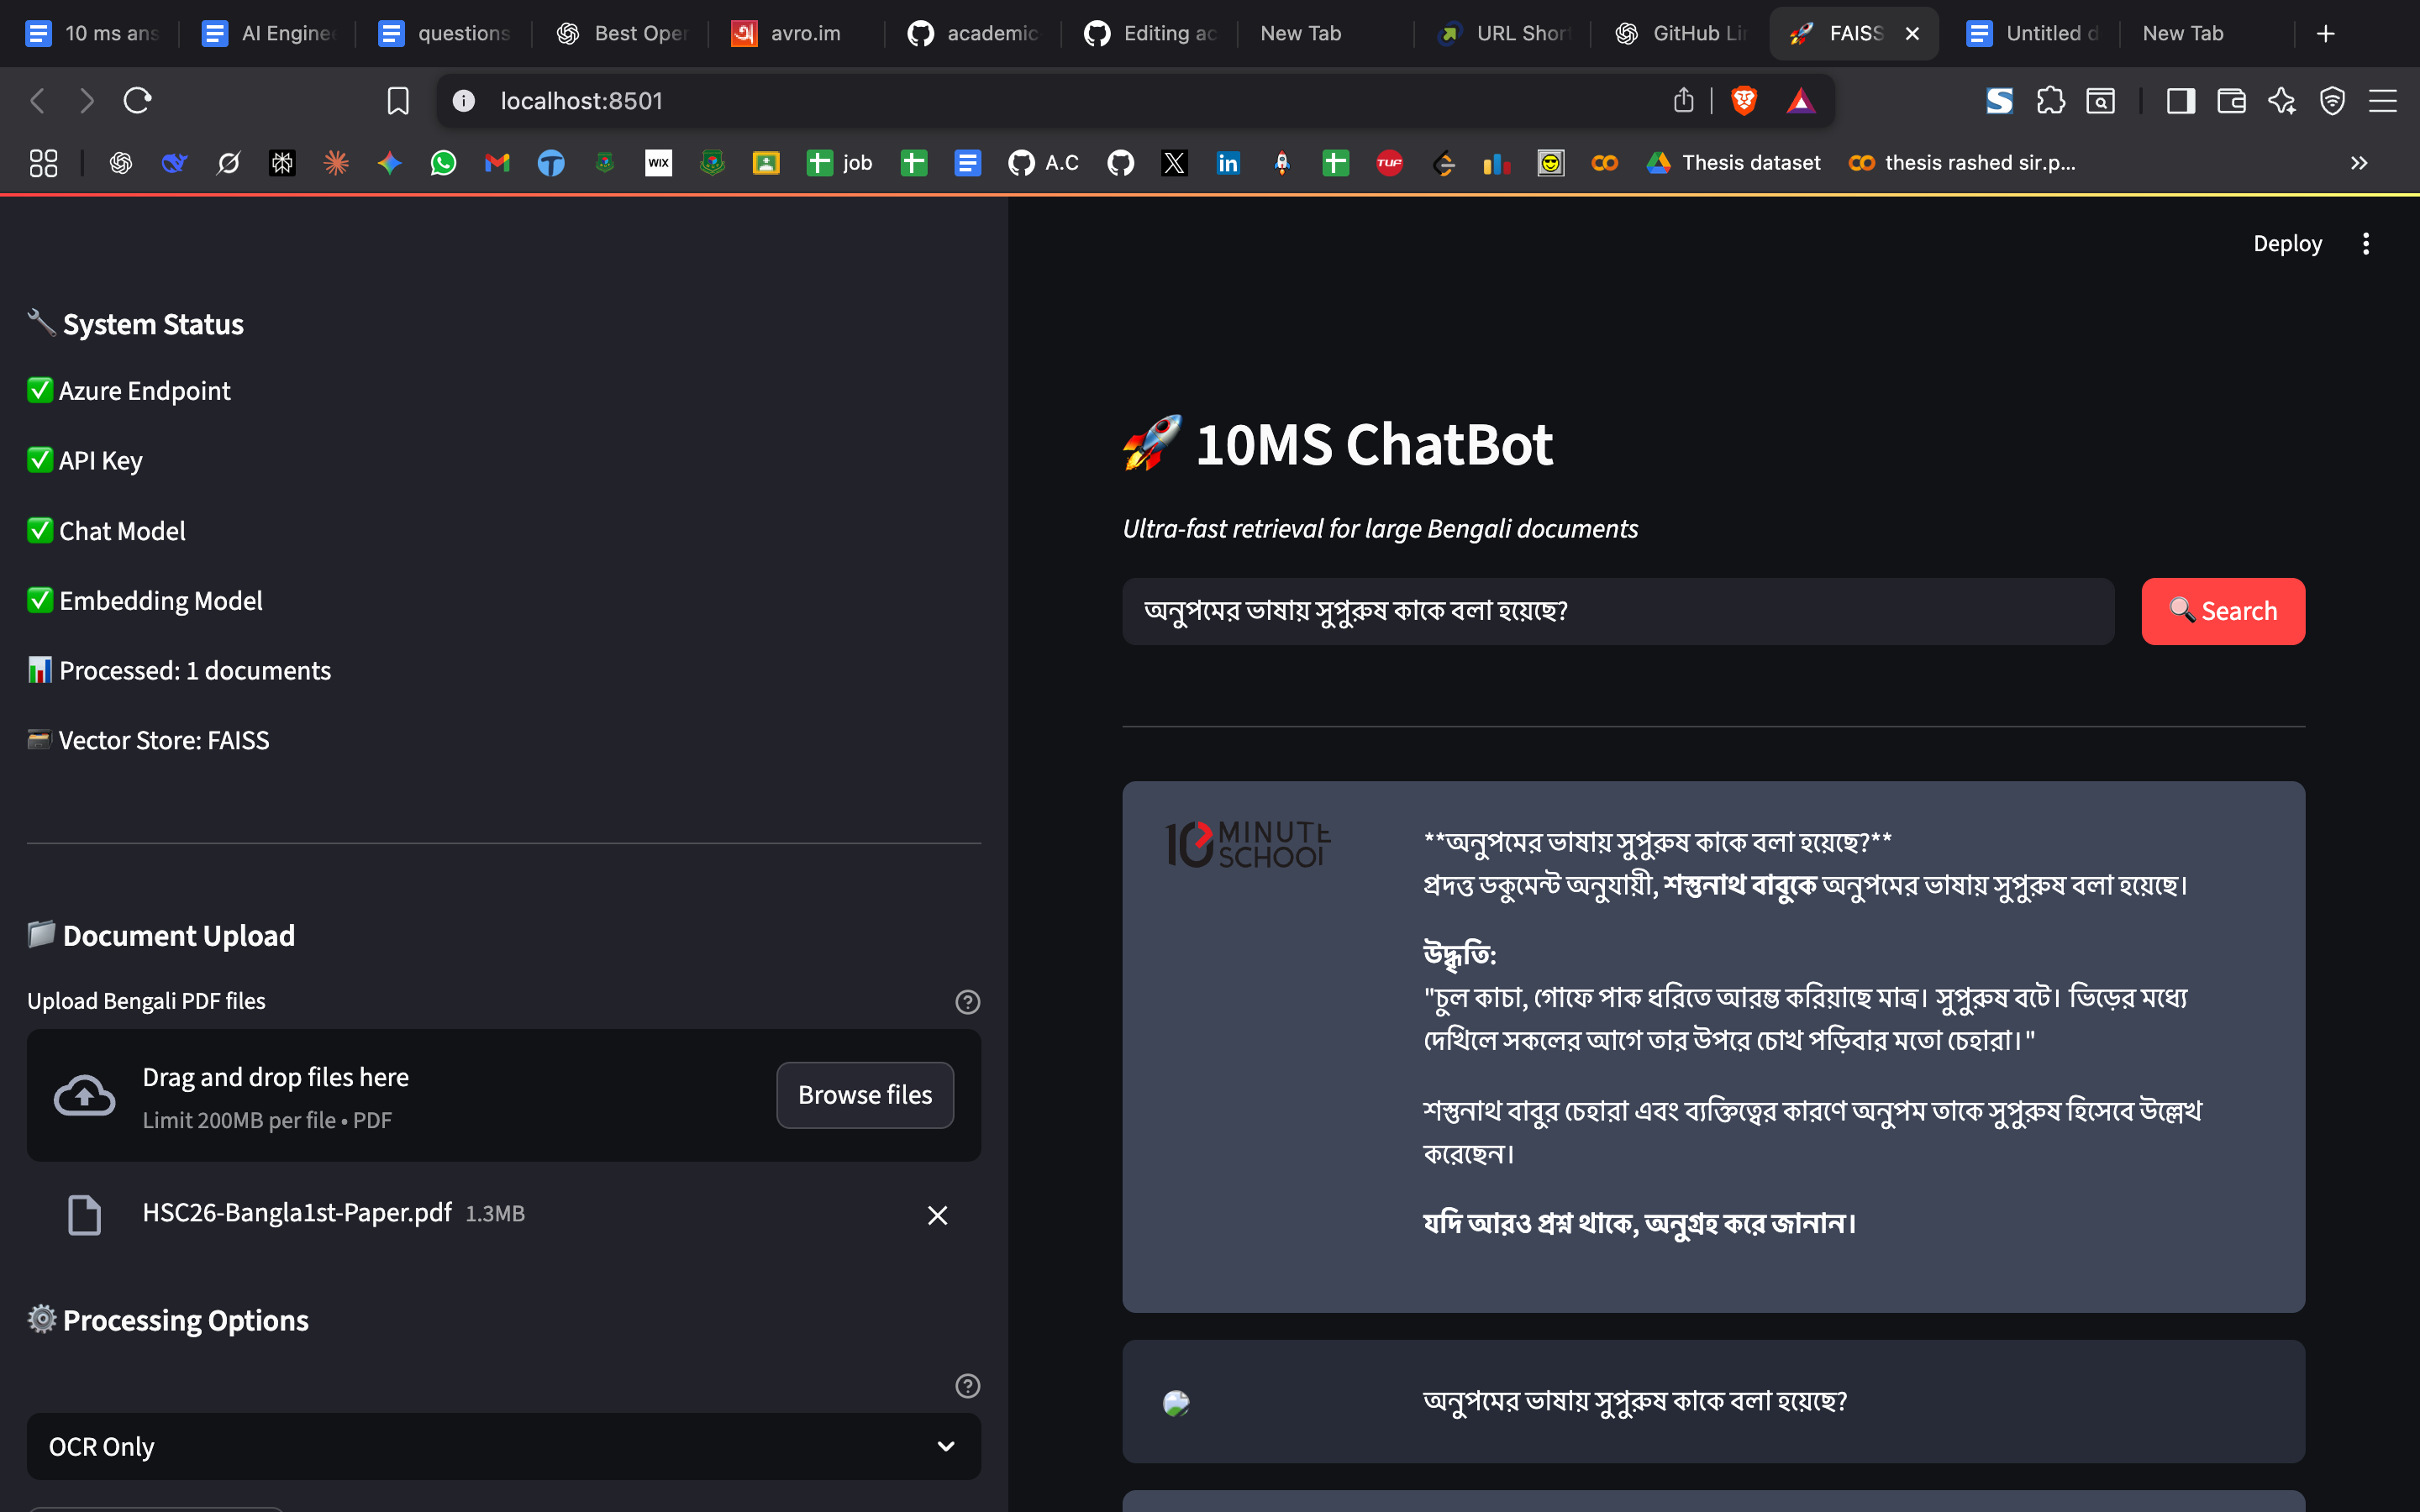 10 ms ans
AI Engine
questions
Best Oper
avro.im
academic-
Editing ac
New Tab
URL Short
GitHub Lin
FAISS
Untitled d
New Tab
localhost:8501
WIX
job
A.C
TUF
Thesis dataset
thesis rashed sir.p...
Deploy
🔧 System Status
✅ Azure Endpoint
✅ API Key
✅ Chat Model
✅ Embedding Model
📊 Processed: 1 documents
🗃️ Vector Store: FAISS
📁 Document Upload
Upload Bengali PDF files
Drag and drop files here
Limit 200MB per file • PDF
Browse files
HSC26-Bangla1st-Paper.pdf 1.3MB
⚙️ Processing Options
OCR Only
🚀 10MS ChatBot
Ultra-fast retrieval for large Bengali documents
অনুপমের ভাষায় সুপুরুষ কাকে বলা হয়েছে?
🔍 Search
10 MINUTE
SCHOOL
**অনুপমের ভাষায় সুপুরুষ কাকে বলা হয়েছে?**
প্রদত্ত ডকুমেন্ট অনুযায়ী, শস্তুনাথ বাবুকে অনুপমের ভাষায় সুপুরুষ বলা হয়েছে।
উদ্ধৃতি:
"চুল কাচা, গোফে পাক ধরিতে আরম্ভ করিয়াছে মাত্র। সুপুরুষ বটে। ভিড়ের মধ্যে
দেখিলে সকলের আগে তার উপরে চোখ পড়িবার মতো চেহারা।"
শস্তুনাথ বাবুর চেহারা এবং ব্যক্তিত্বের কারণে অনুপম তাকে সুপুরুষ হিসেবে উল্লেখ
করেছেন।
যদি আরও প্রশ্ন থাকে, অনুগ্রহ করে জানান।
অনুপমের ভাষায় সুপুরুষ কাকে বলা হয়েছে?